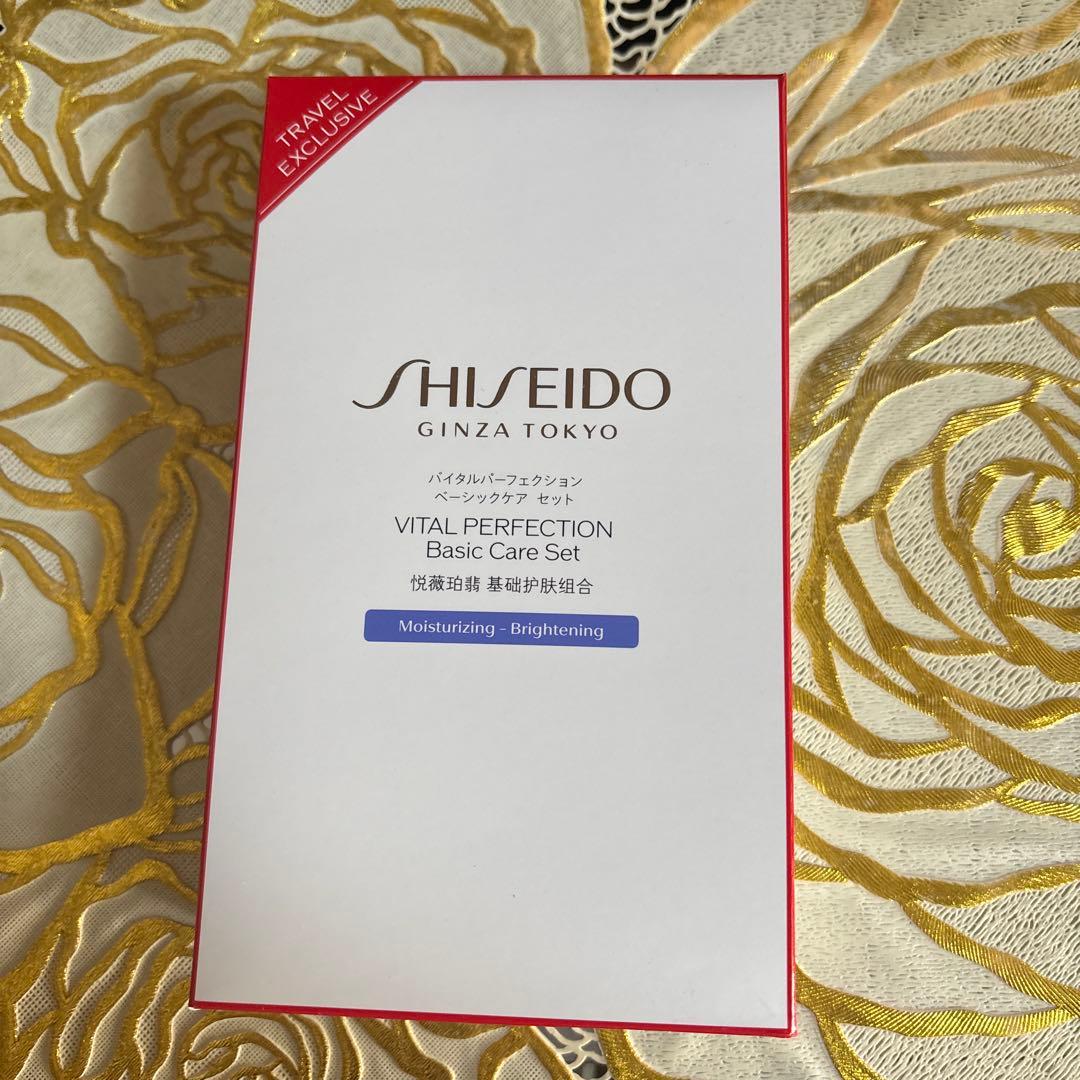 TRAVEL
EXCLUSIVE
SHISEIDO
GINZA TOKYO
バイタルパーフェクション
ベーシックケア セット
VITAL PERFECTION
Basic Care Set
悦薇珀翡 基础护肤组合
Moisturizing - Brightening